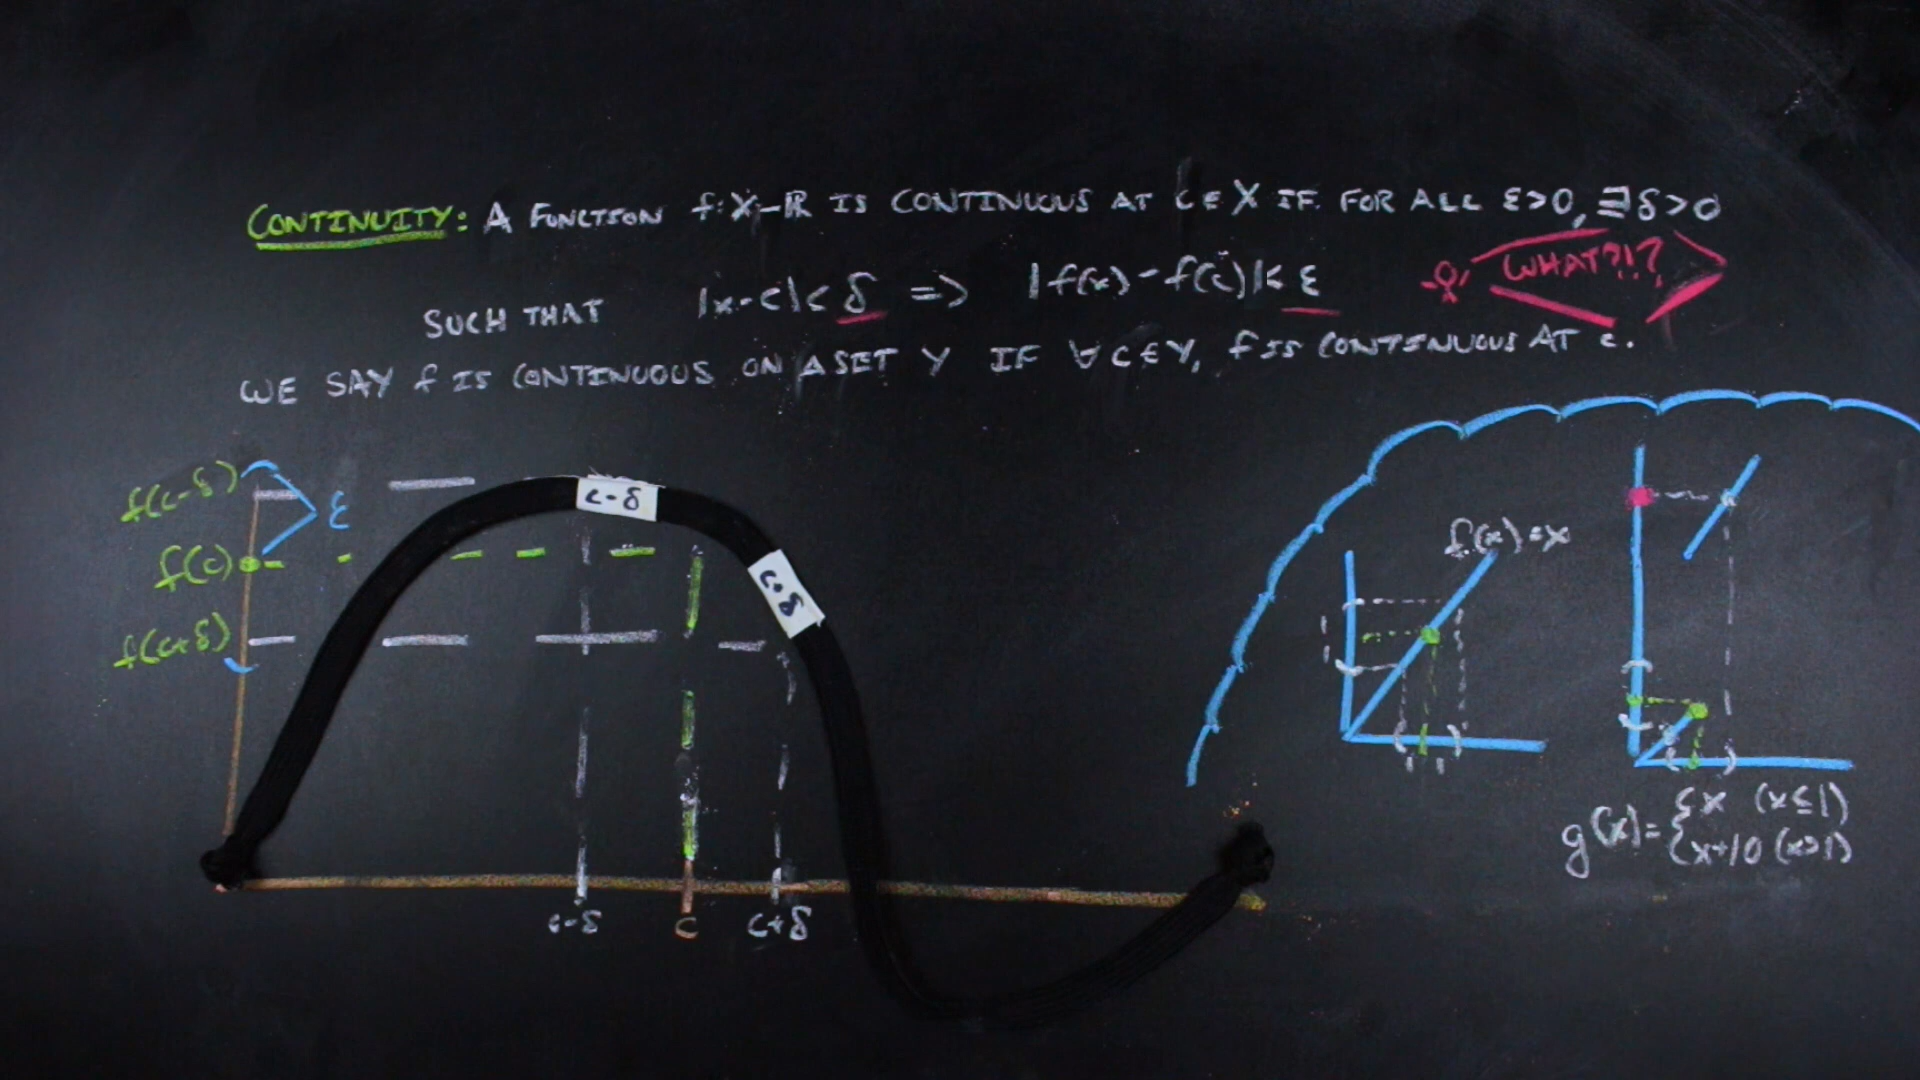 CONTINUITY: A FUNCTION f: X→ℝ IS CONTINUOUS AT C ∈ X IF FOR ALL ε>0, ∃δ>0
SUCH THAT |x-c|<δ => |f(x)-f(c)|<ε
WHAT?!?
WE SAY f IS CONTINUOUS ON A SET Y IF ∀C∈Y, f IS CONTINUOUS AT c.
f(c-δ)
ε
f(c)
f(c+δ)
c-δ
c+δ
c-δ
c
c+δ
f(x)=x
g(x)={x (x≤1)
{x+10 (x>1)